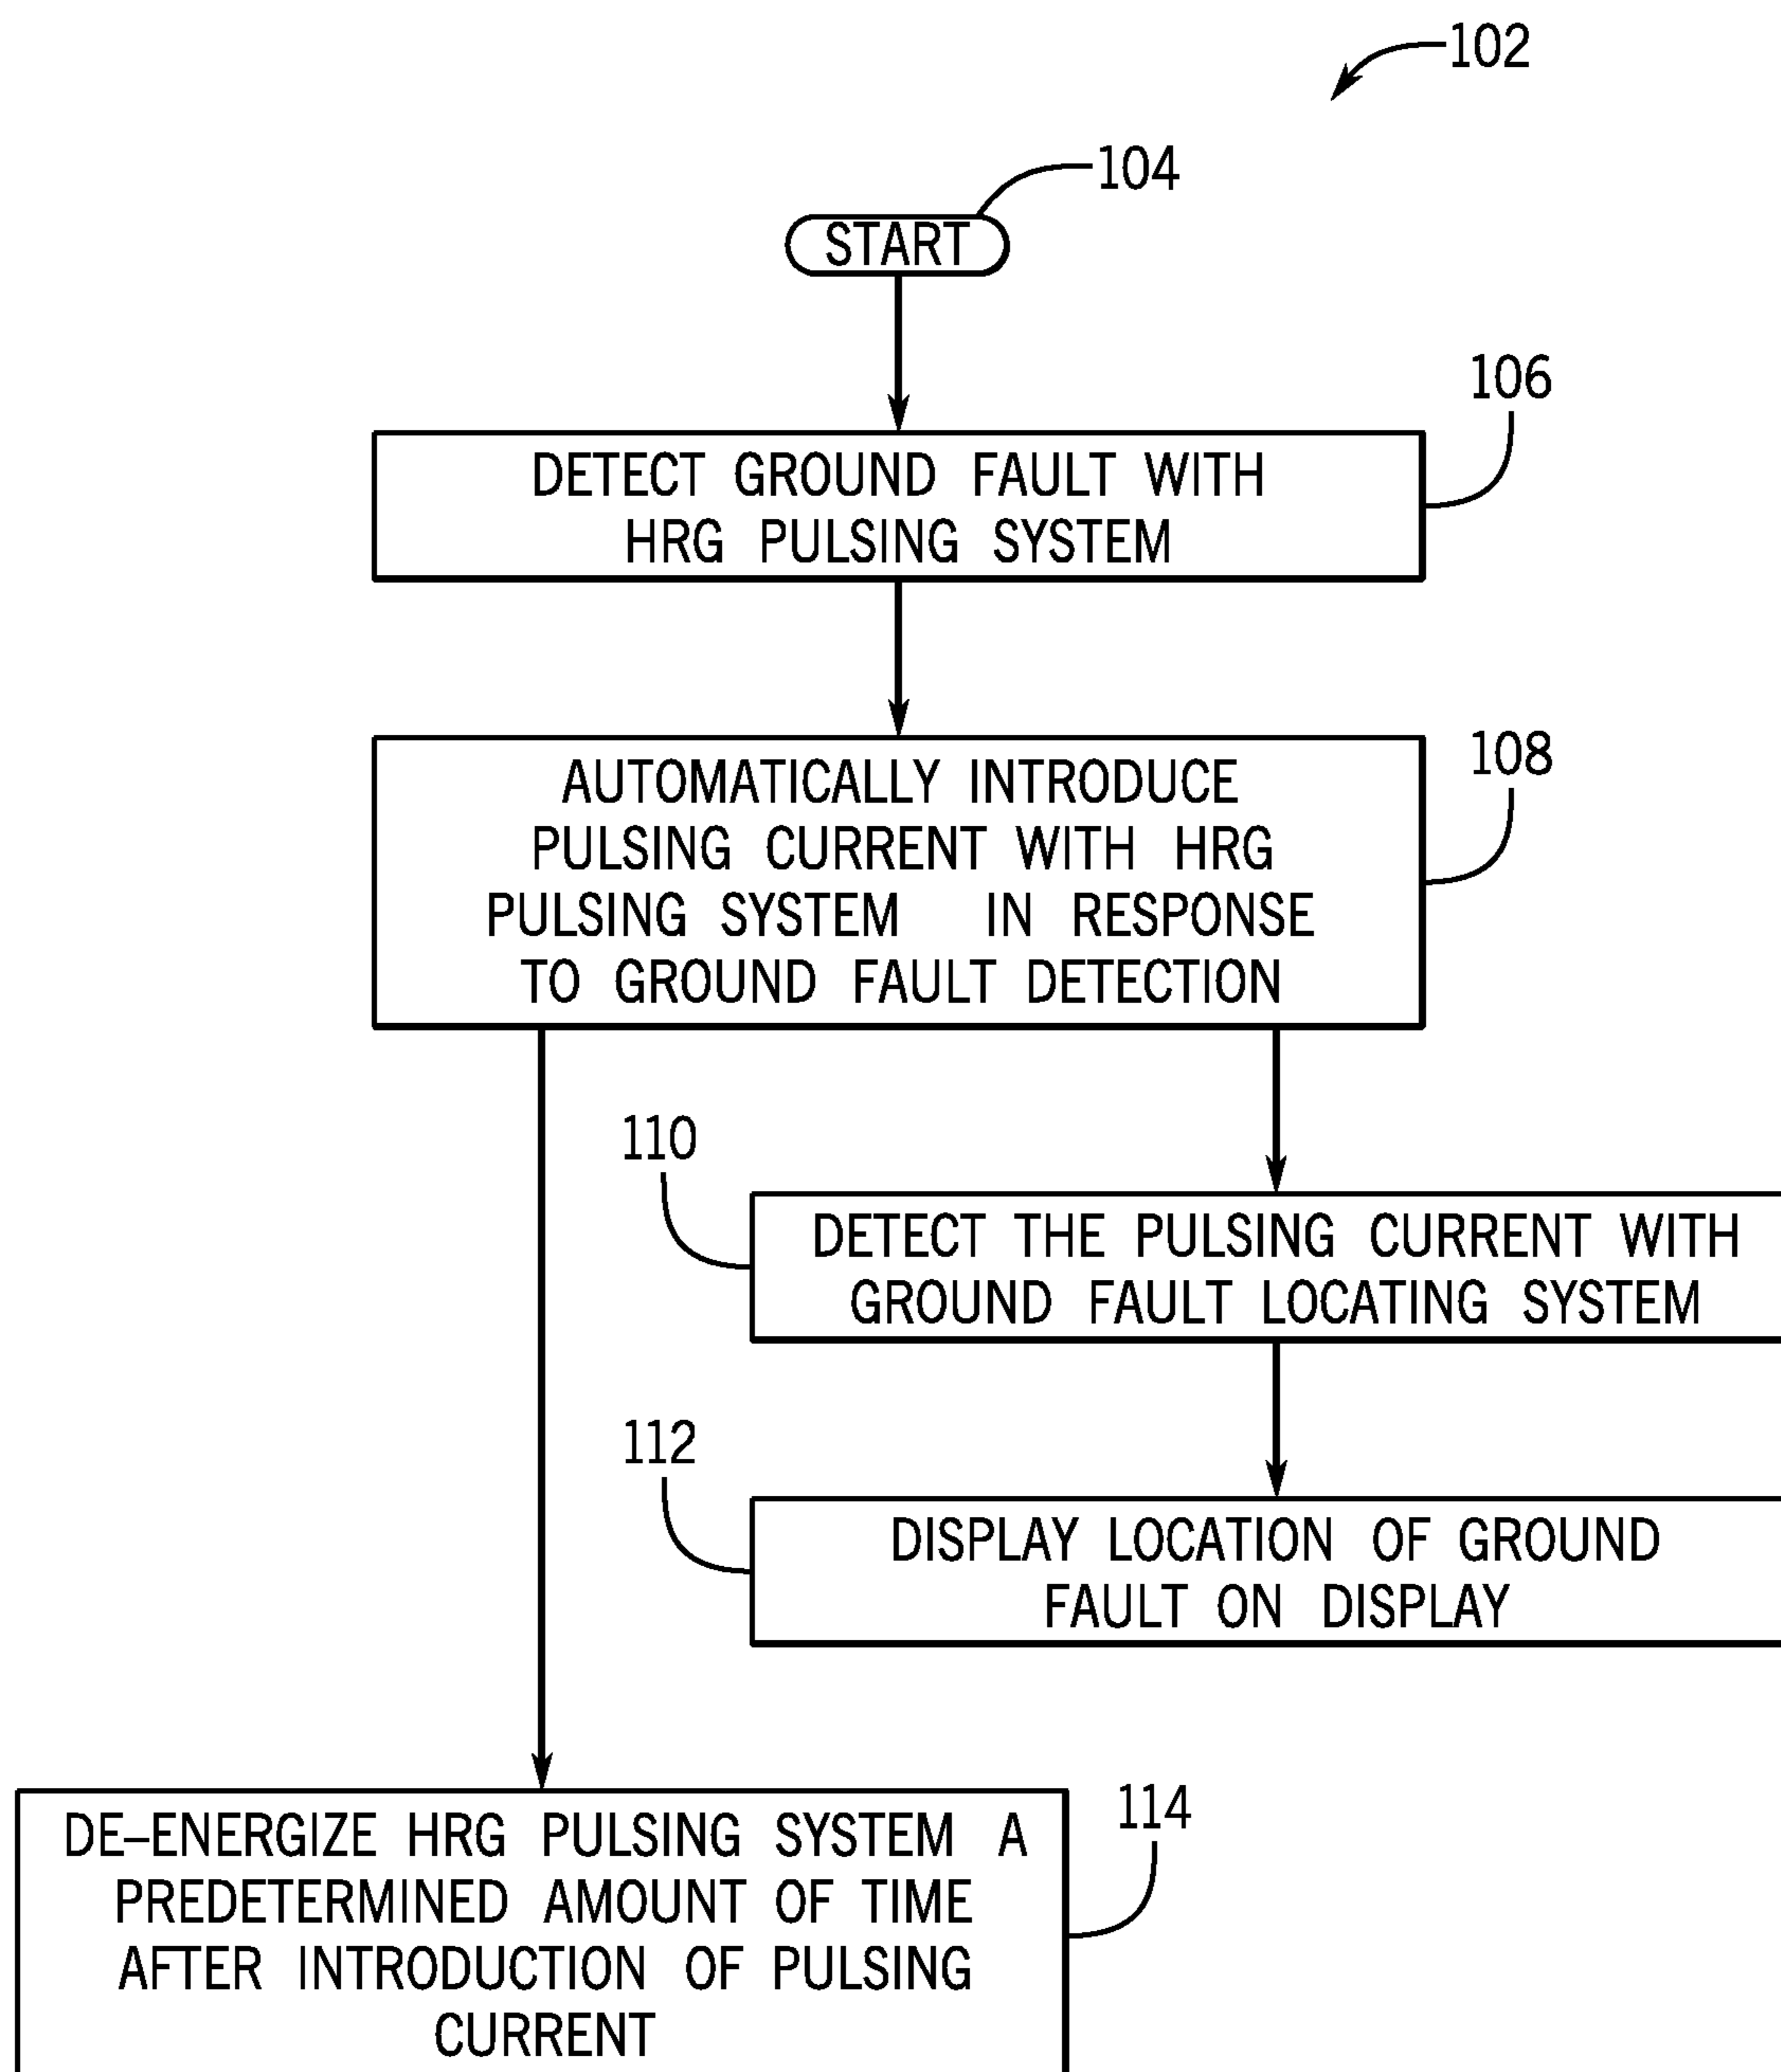 102
104
START
106
DETECT GROUND FAULT WITH
HRG PULSING SYSTEM
108
AUTOMATICALLY INTRODUCE
PULSING CURRENT WITH HRG
PULSING SYSTEM IN RESPONSE
TO GROUND FAULT DETECTION
110
DETECT THE PULSING CURRENT WITH
GROUND FAULT LOCATING SYSTEM
112
DISPLAY LOCATION OF GROUND
FAULT ON DISPLAY
114
DE–ENERGIZE HRG PULSING SYSTEM A
PREDETERMINED AMOUNT OF TIME
AFTER INTRODUCTION OF PULSING
CURRENT